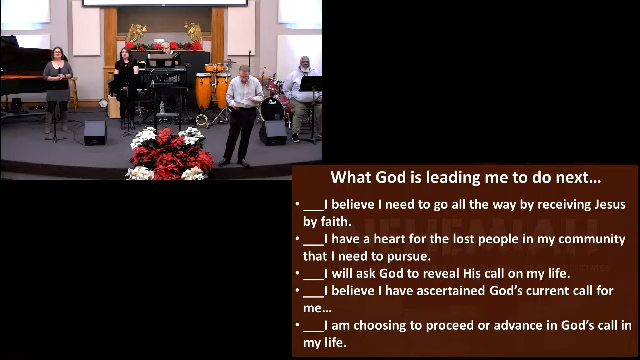 What God is leading me to do next...
• ___I believe I need to go all the way by receiving Jesus
by faith.
• ___I have a heart for the lost people in my community
that I need to pursue.
• ___I will ask God to reveal His call on my life.
• ___I believe I have ascertained God's current call for
me...
• ___I am choosing to proceed or advance in God's call in
my life.
NEHEMIAH